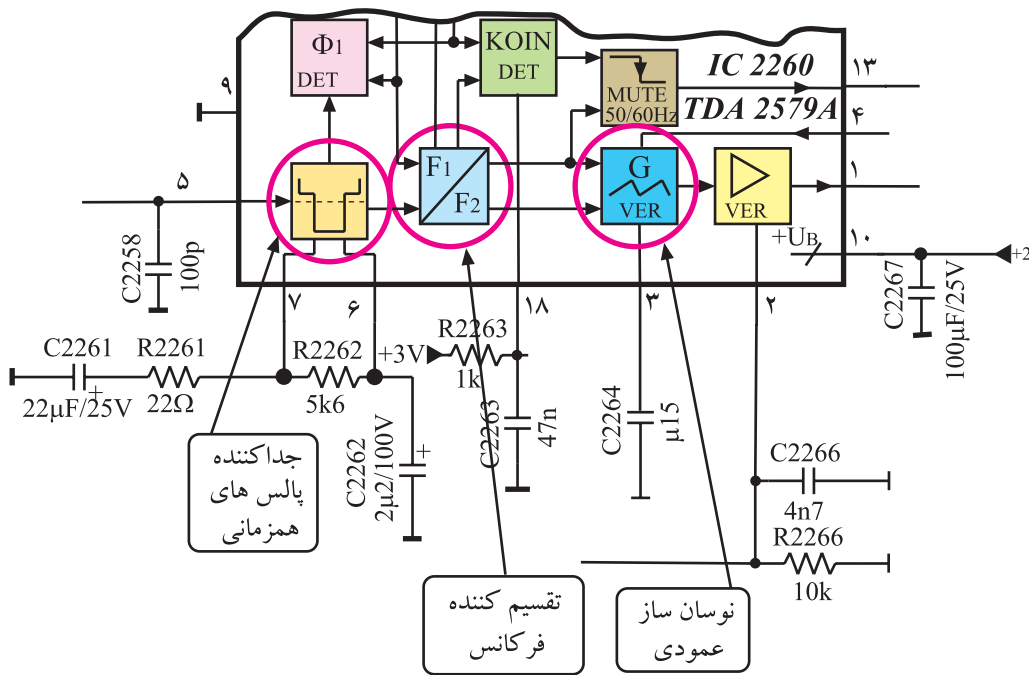 Φ1
DET
KOIN
DET
MUTE
50/60Hz
IC 2260
TDA 2579A
۱۳
۴
۹
۵
F1
F2
G
VER
VER
۱
+UB
۱۰
+2
C2258
100p
۷
۶
۱۸
۳
۲
C2267
100µF/25V
C2261
22µF/25V
R2261
22Ω
R2262
5k6
+3V
R2263
1k
C2262
2µ2/100V
C2263
47n
C2264
µ15
C2266
4n7
R2266
10k
جداکننده
پالس های
همزمانی
تقسیم کننده
فرکانس
نوسان ساز
عمودی